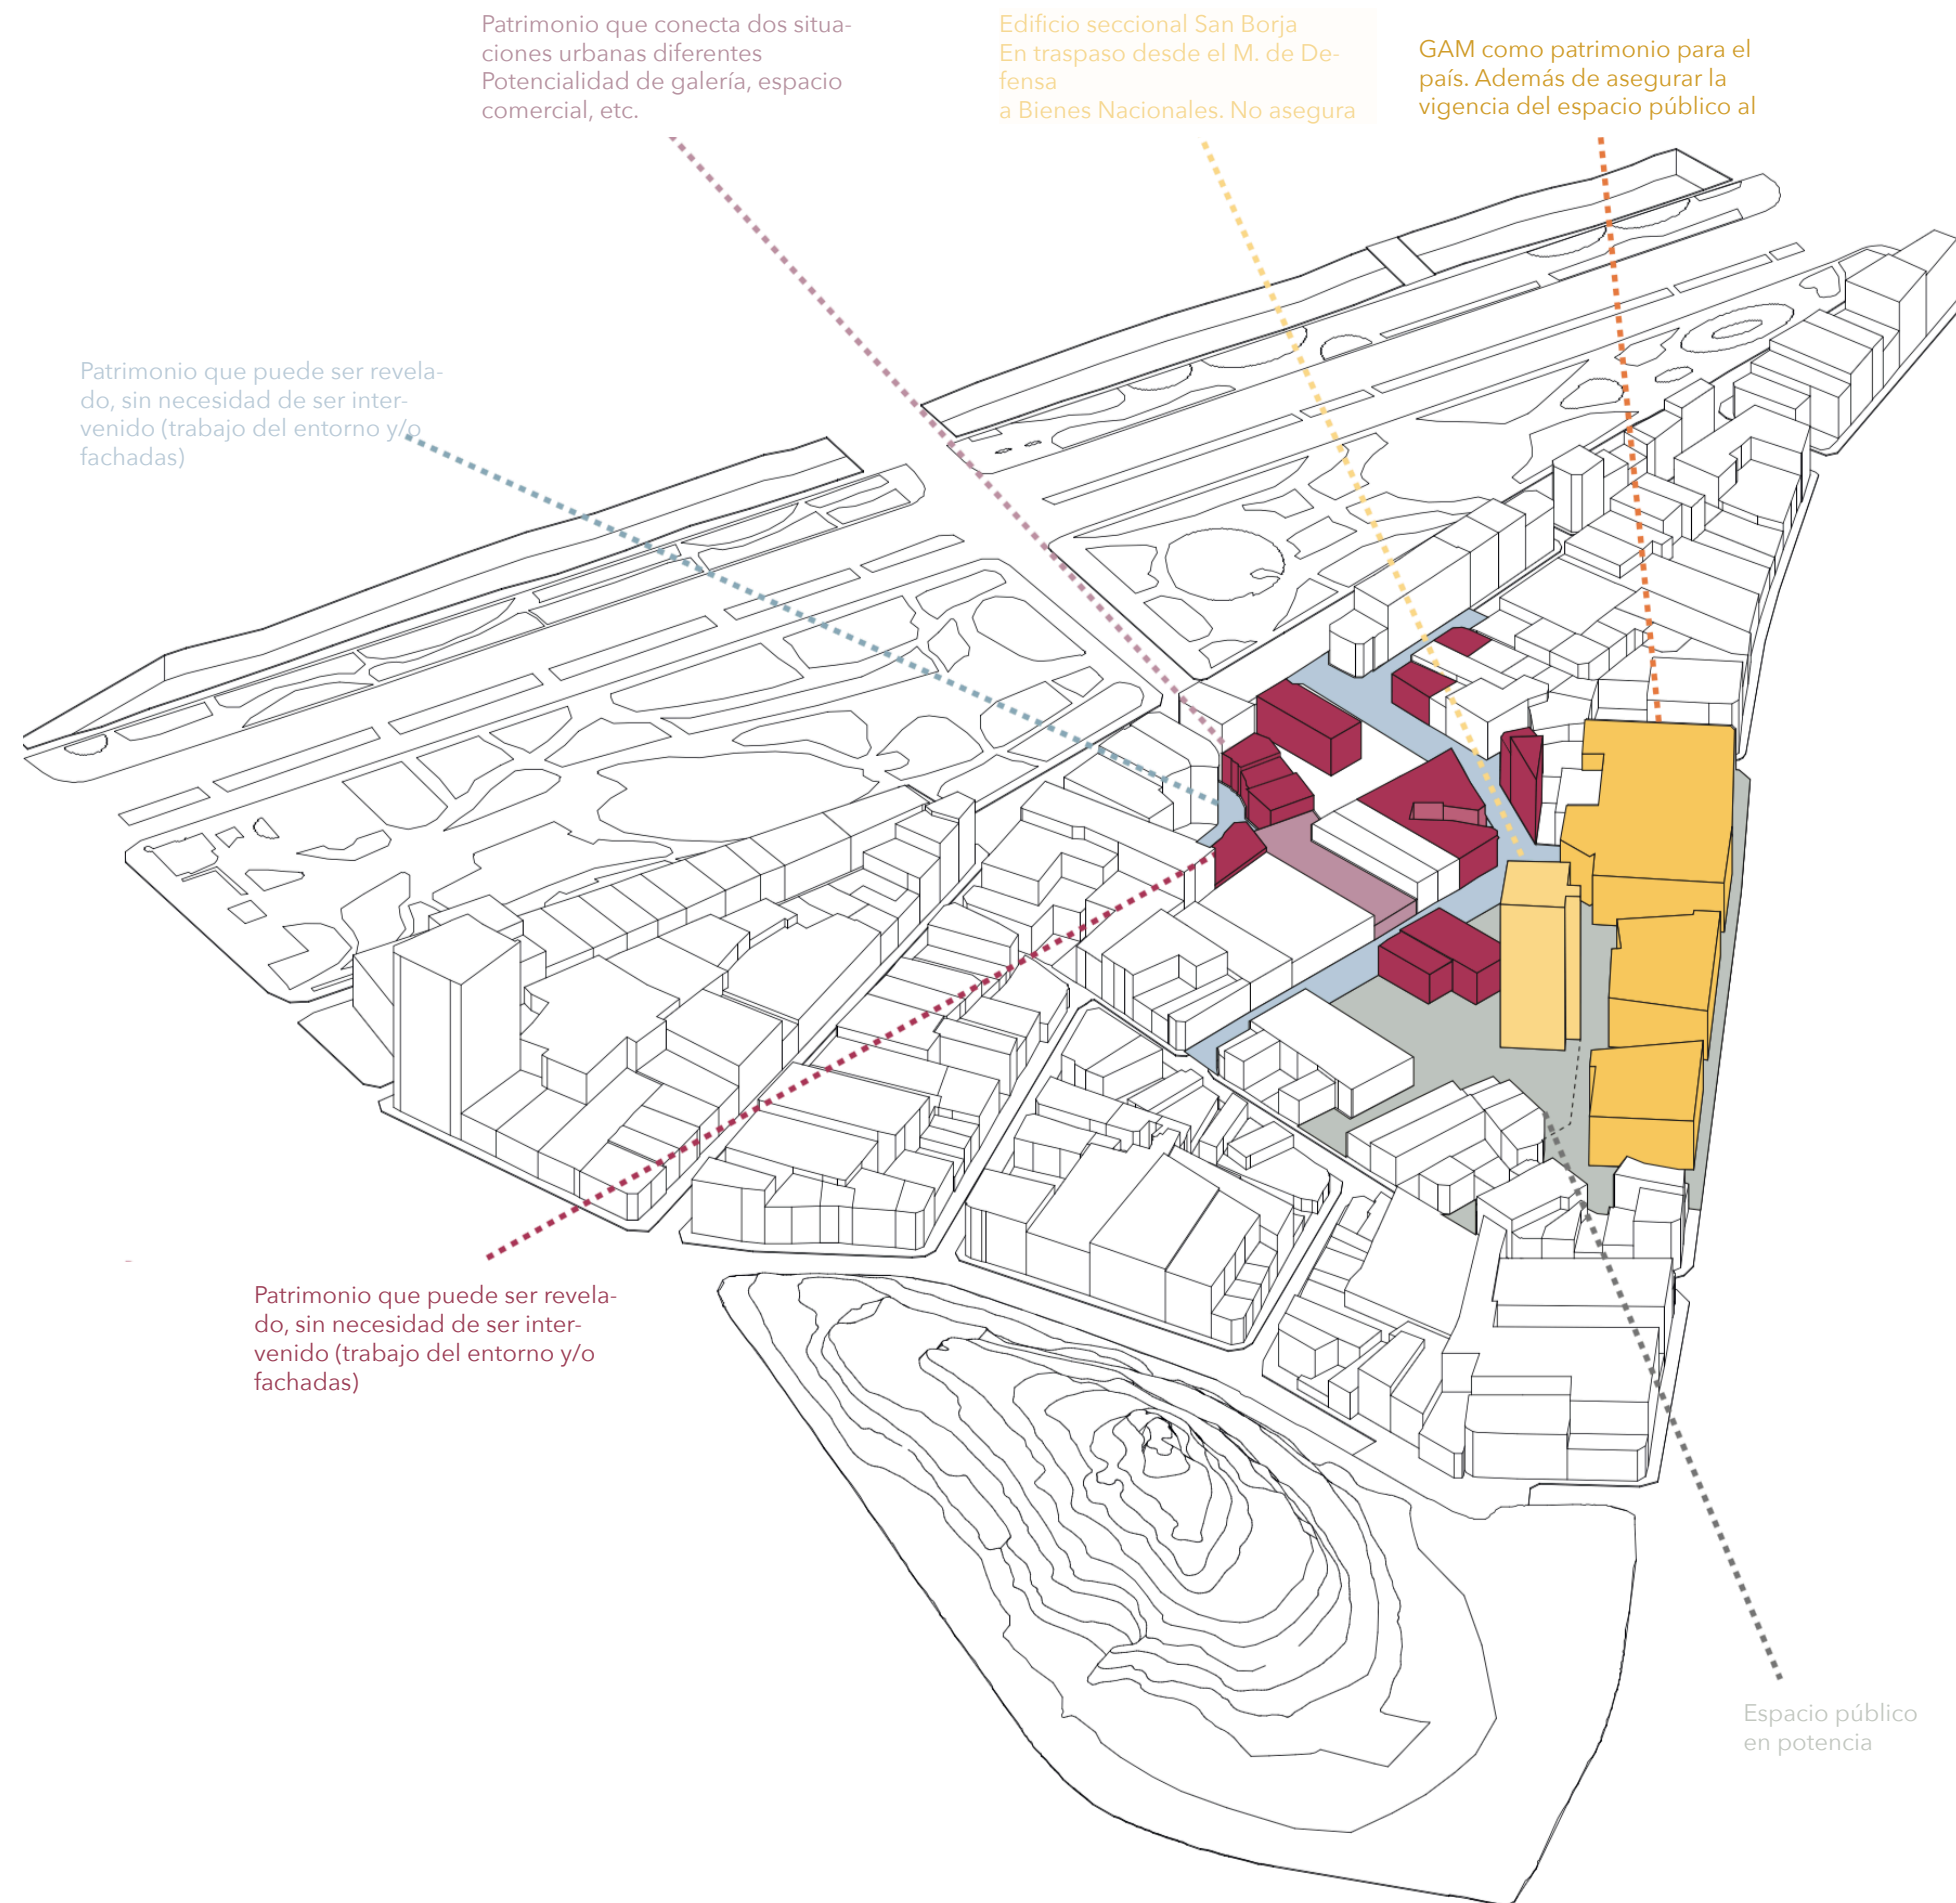 Patrimonio que conecta dos situa-
ciones urbanas diferentes
Potencialidad de galería, espacio
comercial, etc.
Edificio seccional San Borja
En traspaso desde el M. de De-
fensa
a Bienes Nacionales. No asegura
GAM como patrimonio para el
país. Además de asegurar la
vigencia del espacio público al
Patrimonio que puede ser revela-
do, sin necesidad de ser inter-
venido (trabajo del entorno y/o
fachadas)
Patrimonio que puede ser revela-
do, sin necesidad de ser inter-
venido (trabajo del entorno y/o
fachadas)
Espacio público
en potencia